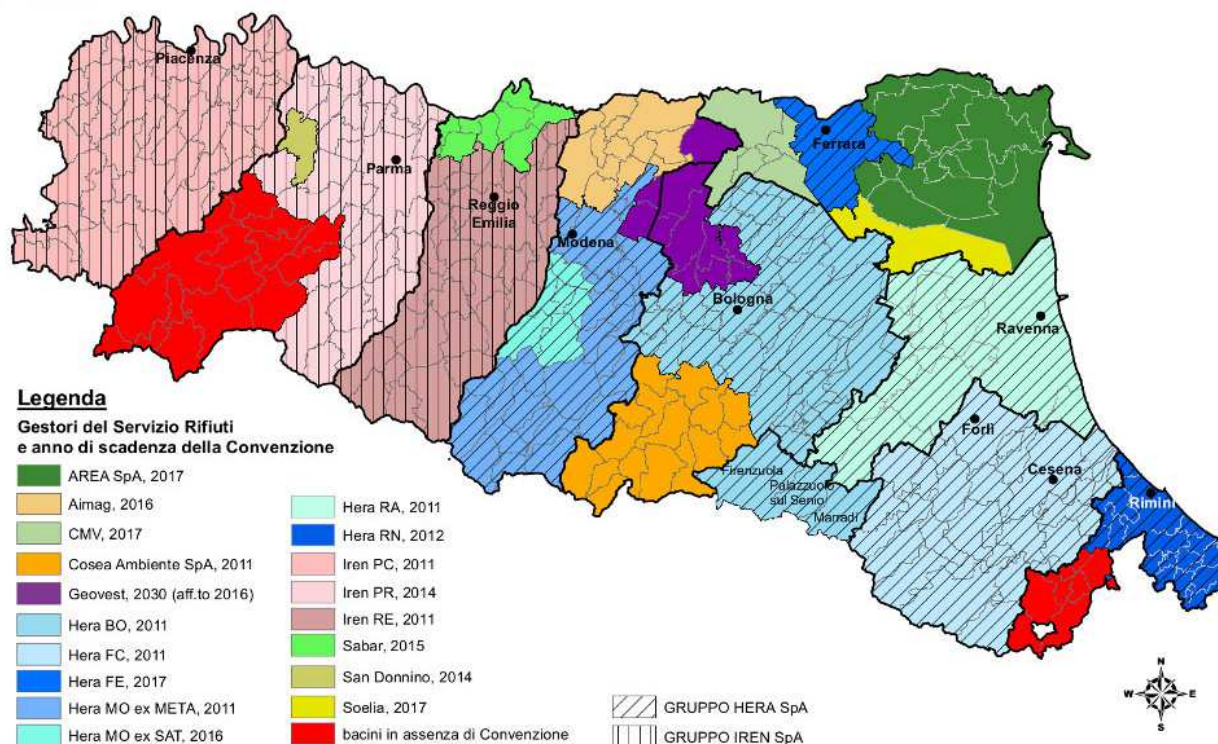 Piacenza
Parma
Reggio
Emilia
Modena
Ferrara
Bologna
Ravenna
Forlì
Cesena
Rimini
Firenzuola
Palazzuolo
sul Senio
Marradi
Legenda
Gestori del Servizio Rifiuti
e anno di scadenza della Convenzione
AREA SpA, 2017
Aimag, 2016
CMV, 2017
Cosea Ambiente SpA, 2011
Geovest, 2030 (aff.to 2016)
Hera BO, 2011
Hera FC, 2011
Hera FE, 2017
Hera MO ex META, 2011
Hera MO ex SAT, 2016
Hera RA, 2011
Hera RN, 2012
Iren PC, 2011
Iren PR, 2014
Iren RE, 2011
Sabar, 2015
San Donnino, 2014
Soelia, 2017
bacini in assenza di Convenzione
GRUPPO HERA SpA
GRUPPO IREN SpA
N
W E
S